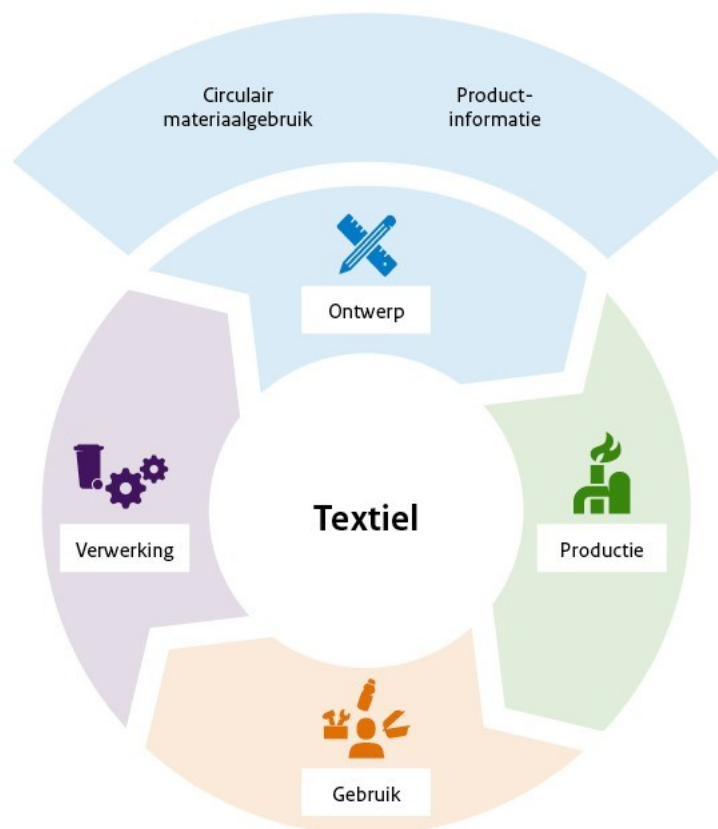 Circulair
materiaalgebruik
Product-
informatie
Ontwerp
Productie
Textiel
Verwerking
Gebruik